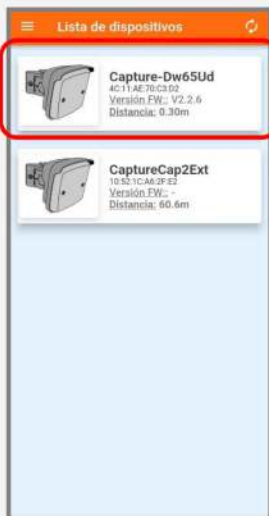 Lista de dispositivos
Capture-Dw65Ud
4C:11:AE:70:C3:D2
Versión FW.: V2.2.6
Distancia: 0.30m
CaptureCap2Ext
10:52:1C:A6:2F:E2
Versión FW.: -
Distancia: 60.6m